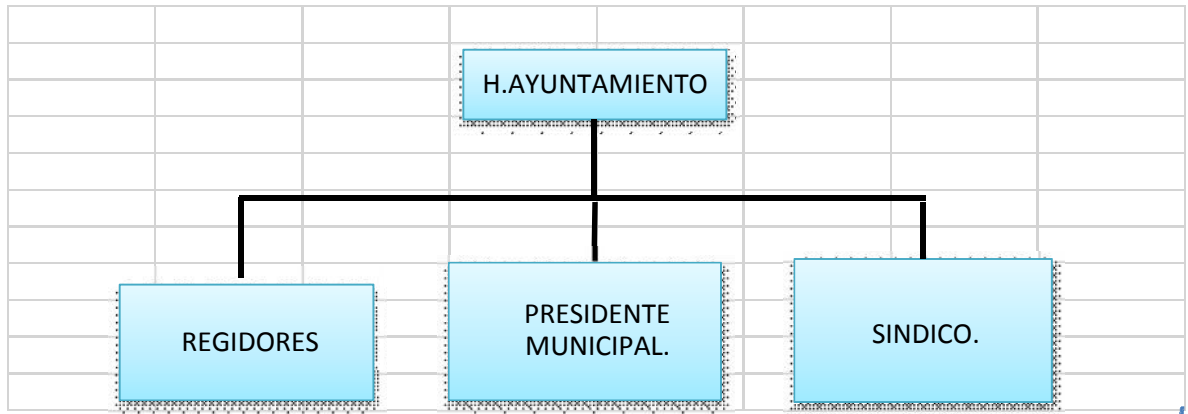 H.AYUNTAMIENTO
REGIDORES
PRESIDENTE
MUNICIPAL.
SINDICO.